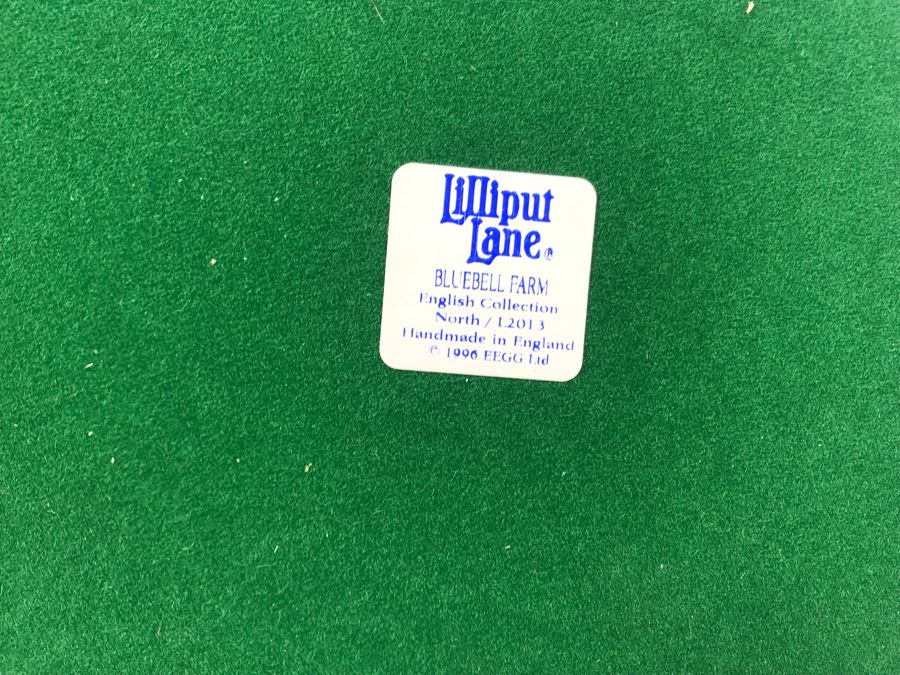 Lilliput
Lane®
BLUEBELL FARM
English Collection
North / L2013
Handmade in England
© 1996 EEGG Ltd